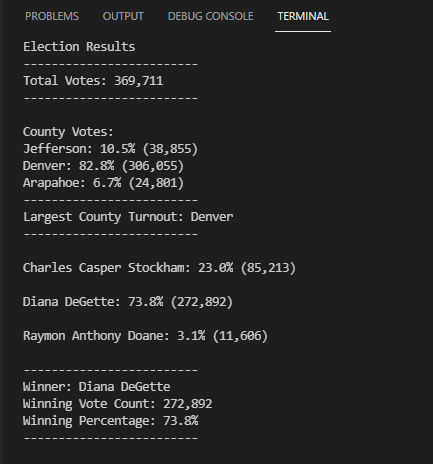 PROBLEMS OUTPUT DEBUG CONSOLE TERMINAL
Election Results
-------------------------
Total Votes: 369,711
-------------------------
County Votes:
Jefferson: 10.5% (38,855)
Denver: 82.8% (306,055)
Arapahoe: 6.7% (24,801)
-------------------------
Largest County Turnout: Denver
-------------------------
Charles Casper Stockham: 23.0% (85,213)
Diana DeGette: 73.8% (272,892)
Raymon Anthony Doane: 3.1% (11,606)
-------------------------
Winner: Diana DeGette
Winning Vote Count: 272,892
Winning Percentage: 73.8%
-------------------------